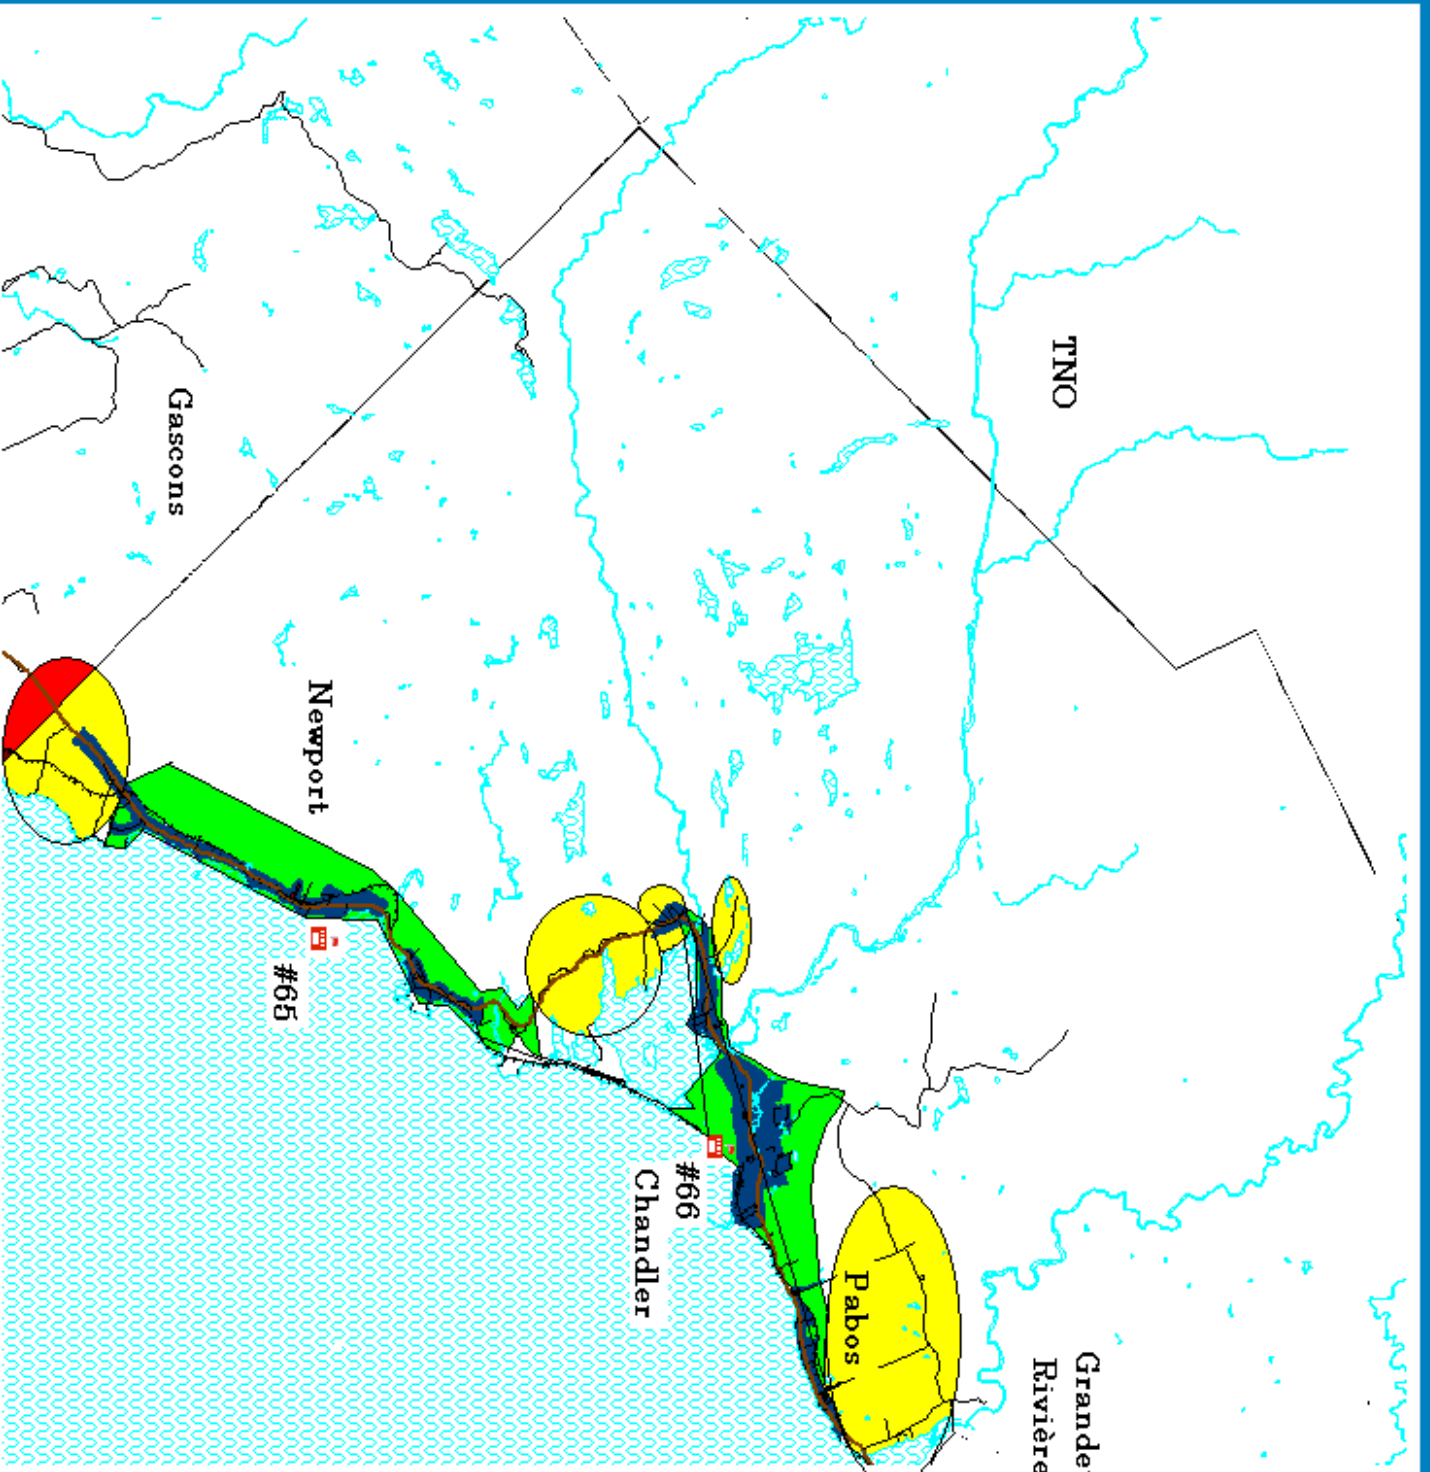 TNO
Gascons
Newport
#65
#66
Chandler
Pabos
Grande
Rivière